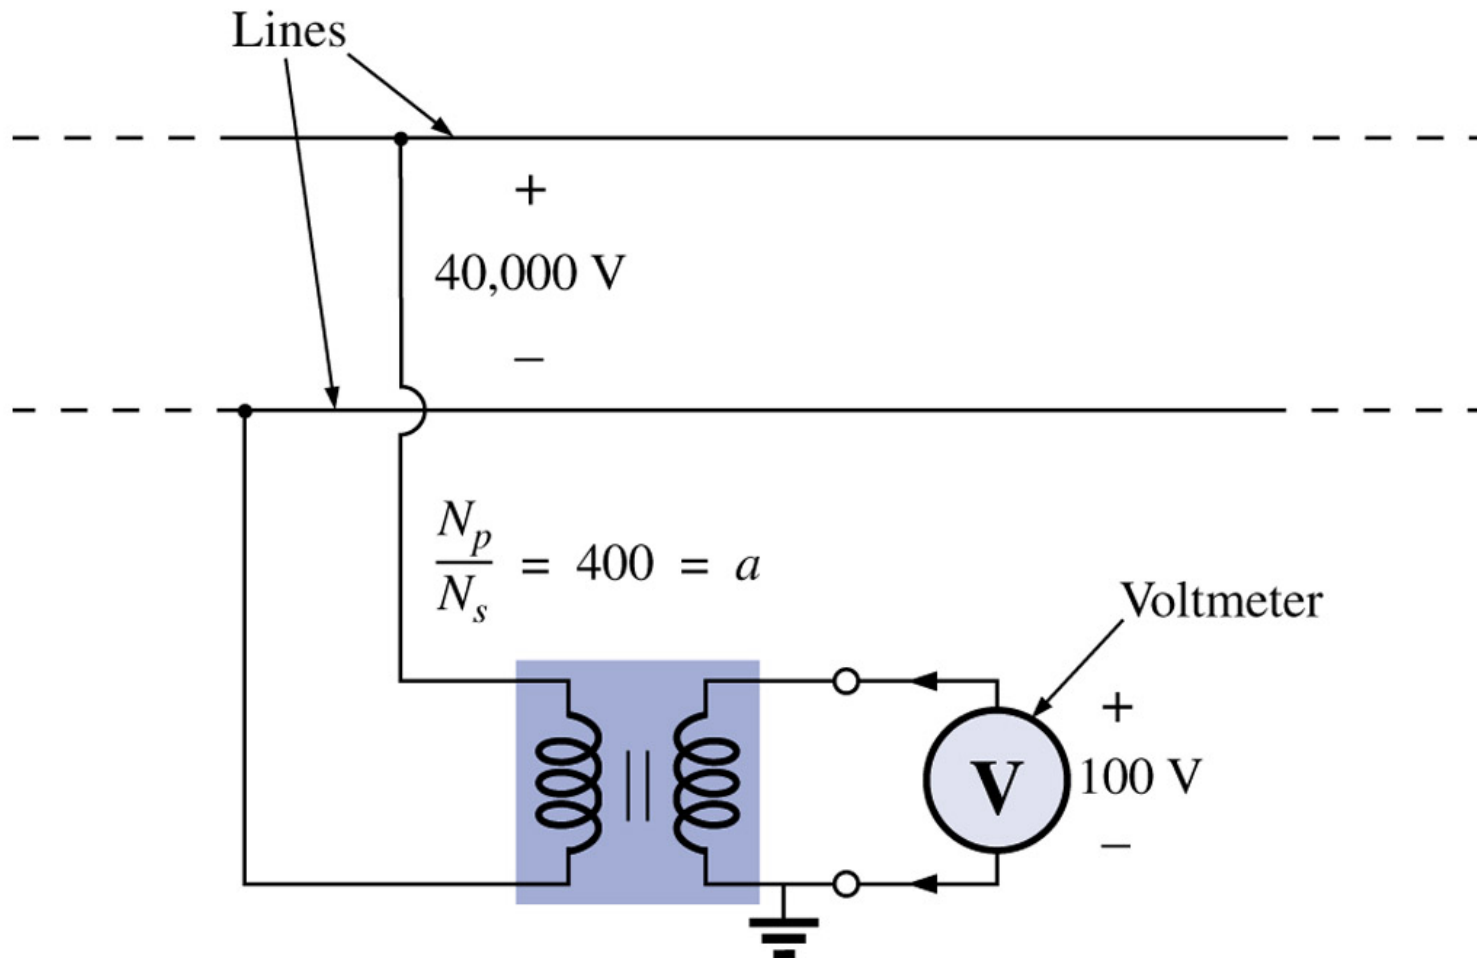 Lines
+
40,000 V
−
N_p/N_s = 400 = a
Voltmeter
+
V
100 V
−